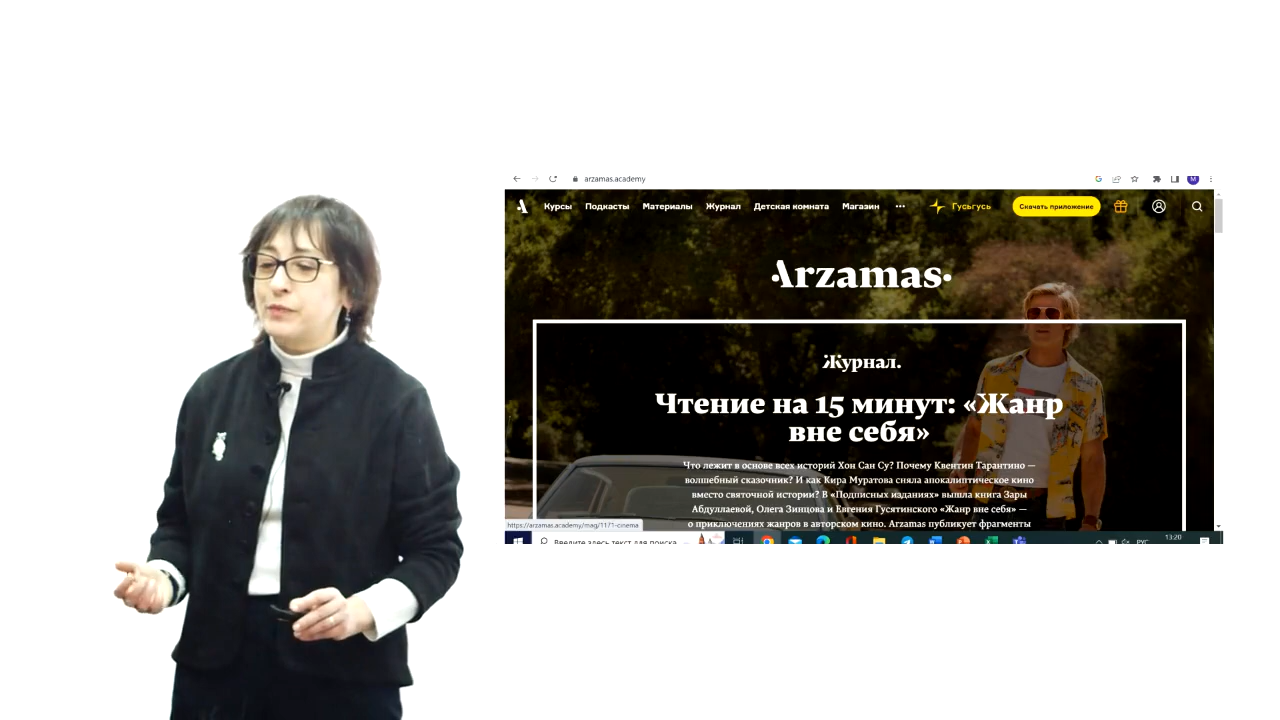 arzamas.academy
M
Курсы Подкасты Материалы Журнал Детская комната Магазин ••• Гусьгусь Скачать приложение
Arzamas
Журнал.
Чтение на 15 минут: «Жанр
вне себя»
Что лежит в основе всех историй Хон Сан Су? Почему Квентин Тарантино —
волшебный сказочник? И как Кира Муратова сняла апокалиптическое кино
вместо святочной истории? В «Подписных изданиях» вышла книга Зары
Абдуллаевой, Олега Зинцова и Евгения Гусятинского «Жанр вне себя» —
о приключениях жанров в авторском кино. Arzamas публикует фрагменты
https://arzamas.academy/mag/1171-cinema
Введите здесь текст для поиска
РУС
13:20